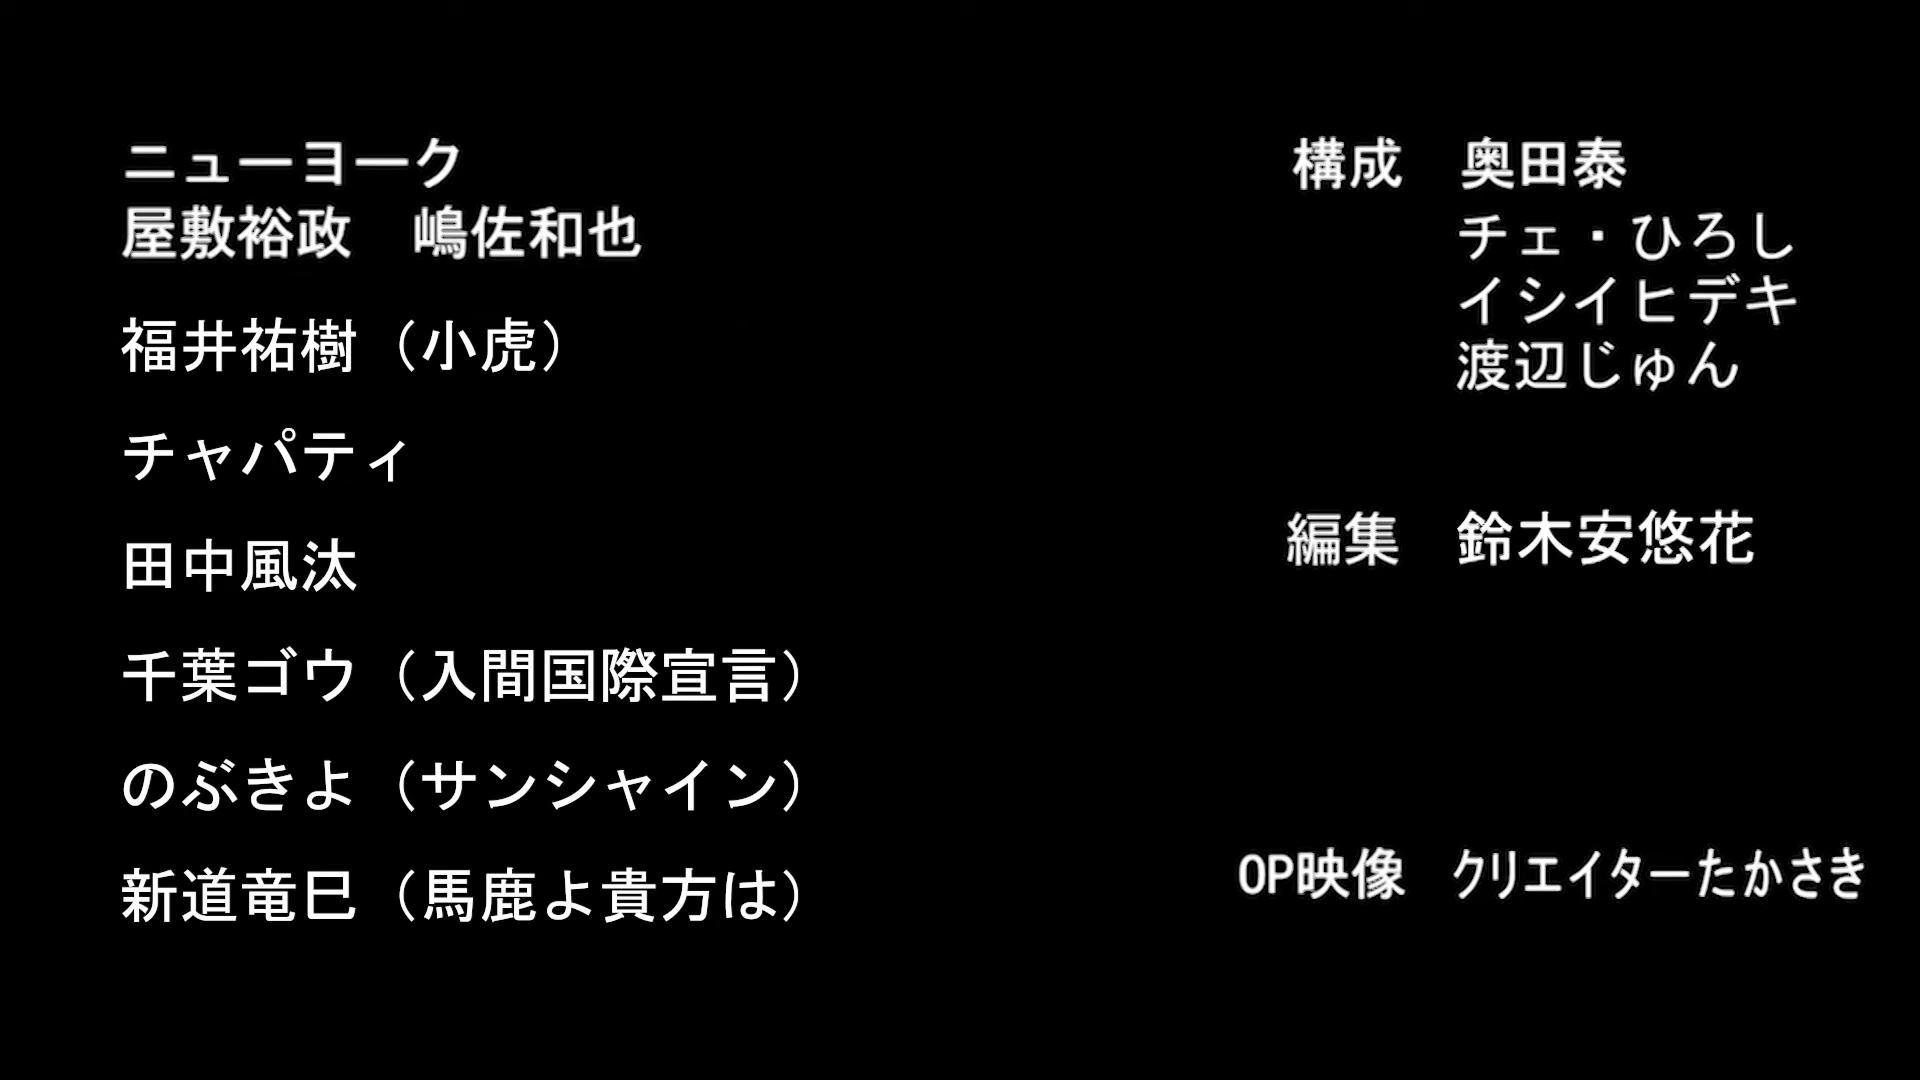 ニューヨーク
屋敷裕政　嶋佐和也
福井祐樹（小虎）
チャパティ
田中風汰
千葉ゴウ（入間国際宣言）
のぶきよ（サンシャイン）
新道竜巳（馬鹿よ貴方は）
構成　奥田泰
チェ・ひろし
イシイヒデキ
渡辺じゅん
編集　鈴木安悠花
OP映像　クリエイターたかさき